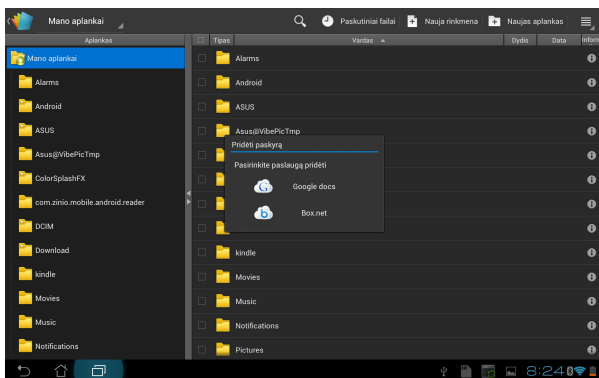 Mano aplankai
Paskutiniai failai
Nauja rinkmena
Naujas aplankas
Aplankas
Tipas
Vardas
Dydis
Data
Inform
Mano aplankai
Alarms
Android
ASUS
Asus@VibePicTmp
ColorSplashFX
com.zinio.mobile.android.reader
DCIM
Download
kindle
Movies
Music
Notifications
Alarms
Android
ASUS
Asus@VibePicTmp
Pridėti paskyrą
Pasirinkite paslaugą pridėti
Google docs
Box.net
kindle
Movies
Music
Notifications
Pictures
8:24